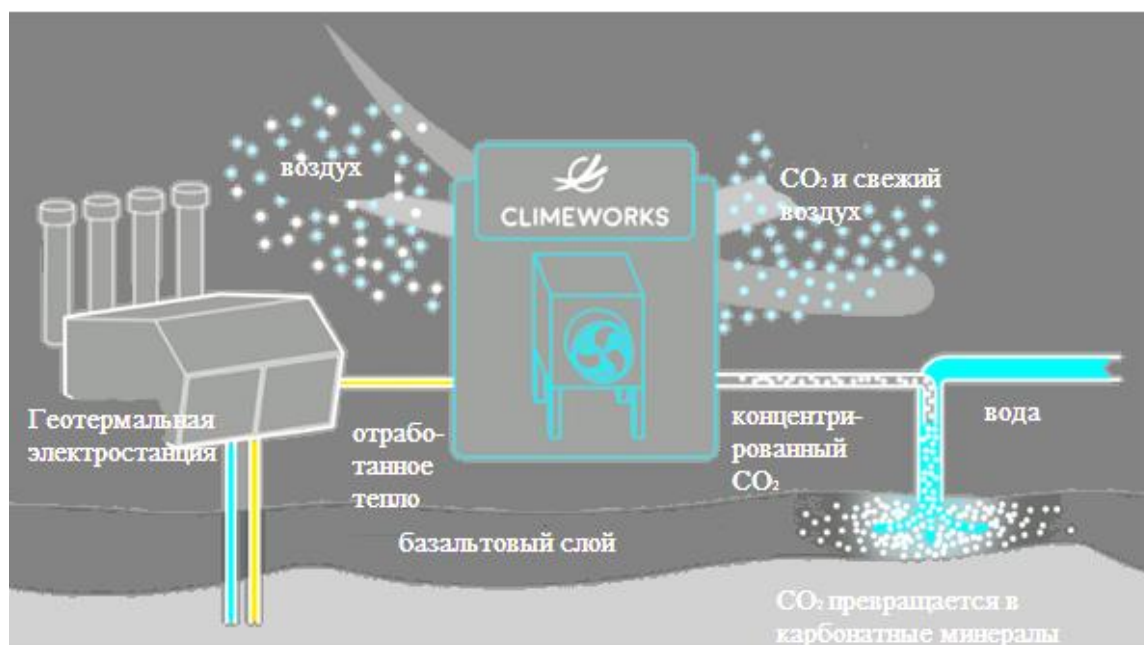 воздух
CLIMEWORKS
CO₂ и свежий
воздух
Геотермальная
электростанция
отрабо-
танное
тепло
концентри-
рованный
CO₂
вода
базальтовый слой
CO₂ превращается в
карбонатные минералы